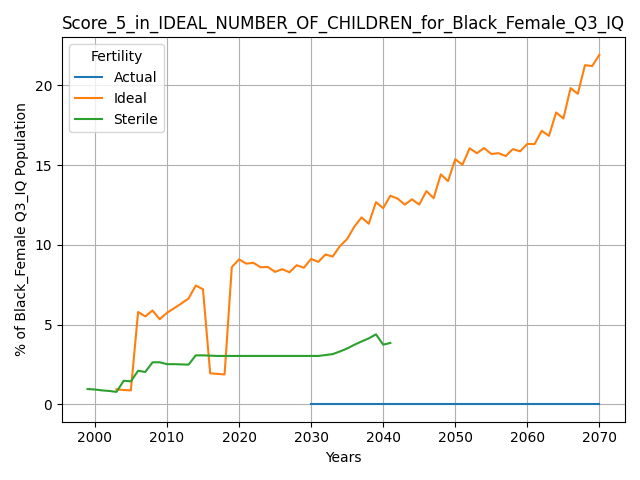 Score_5_in_IDEAL_NUMBER_OF_CHILDREN_for_Black_Female_Q3_IQ
Fertility
Actual
Ideal
Sterile
% of Black_Female Q3_IQ Population
20
15
10
5
0
2000 2010 2020 2030 2040 2050 2060 2070
Years